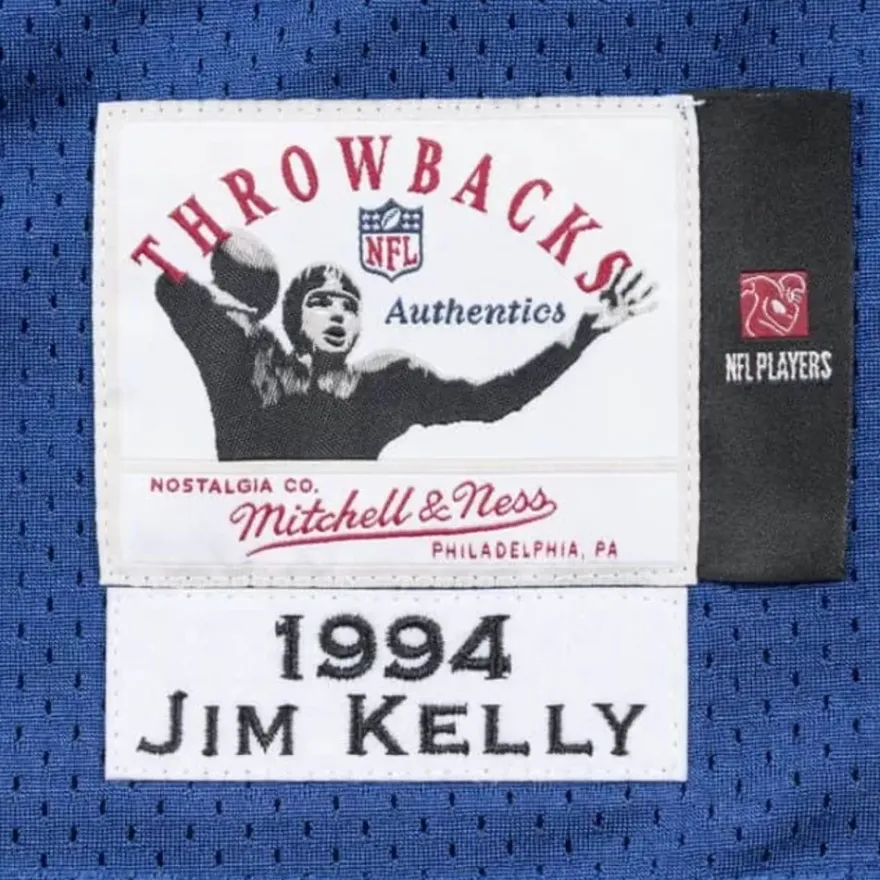 THROWBACKS
NFL
Authentics
NFL PLAYERS
NOSTALGIA CO.
Mitchell & Ness
PHILADELPHIA, PA
1994
JIM KELLY